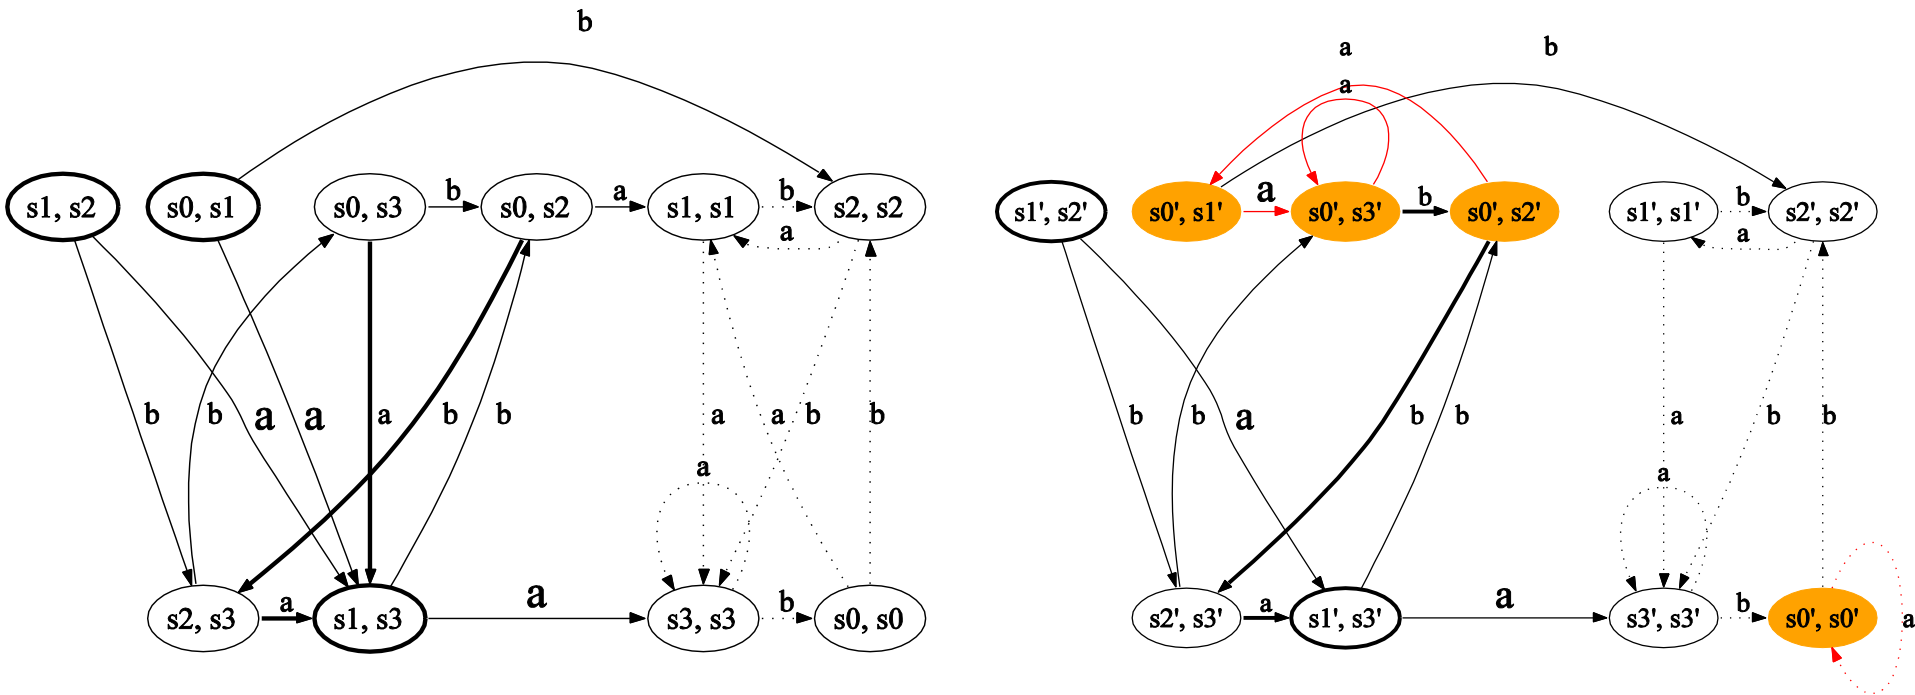 b
a
b
a
s1, s2
s0, s1
s0, s3
b
s0, s2
a
s1, s1
b
s2, s2
a
s1', s2'
s0', s1'
a
s0', s3'
b
s0', s2'
s1', s1'
b
s2', s2'
a
b
b
a
a
a
b
b
a
a
b
b
b
b
a
b
b
a
b
b
a
a
s2, s3
a
s1, s3
a
s3, s3
b
s0, s0
s2', s3'
a
s1', s3'
a
s3', s3'
b
s0', s0'
a